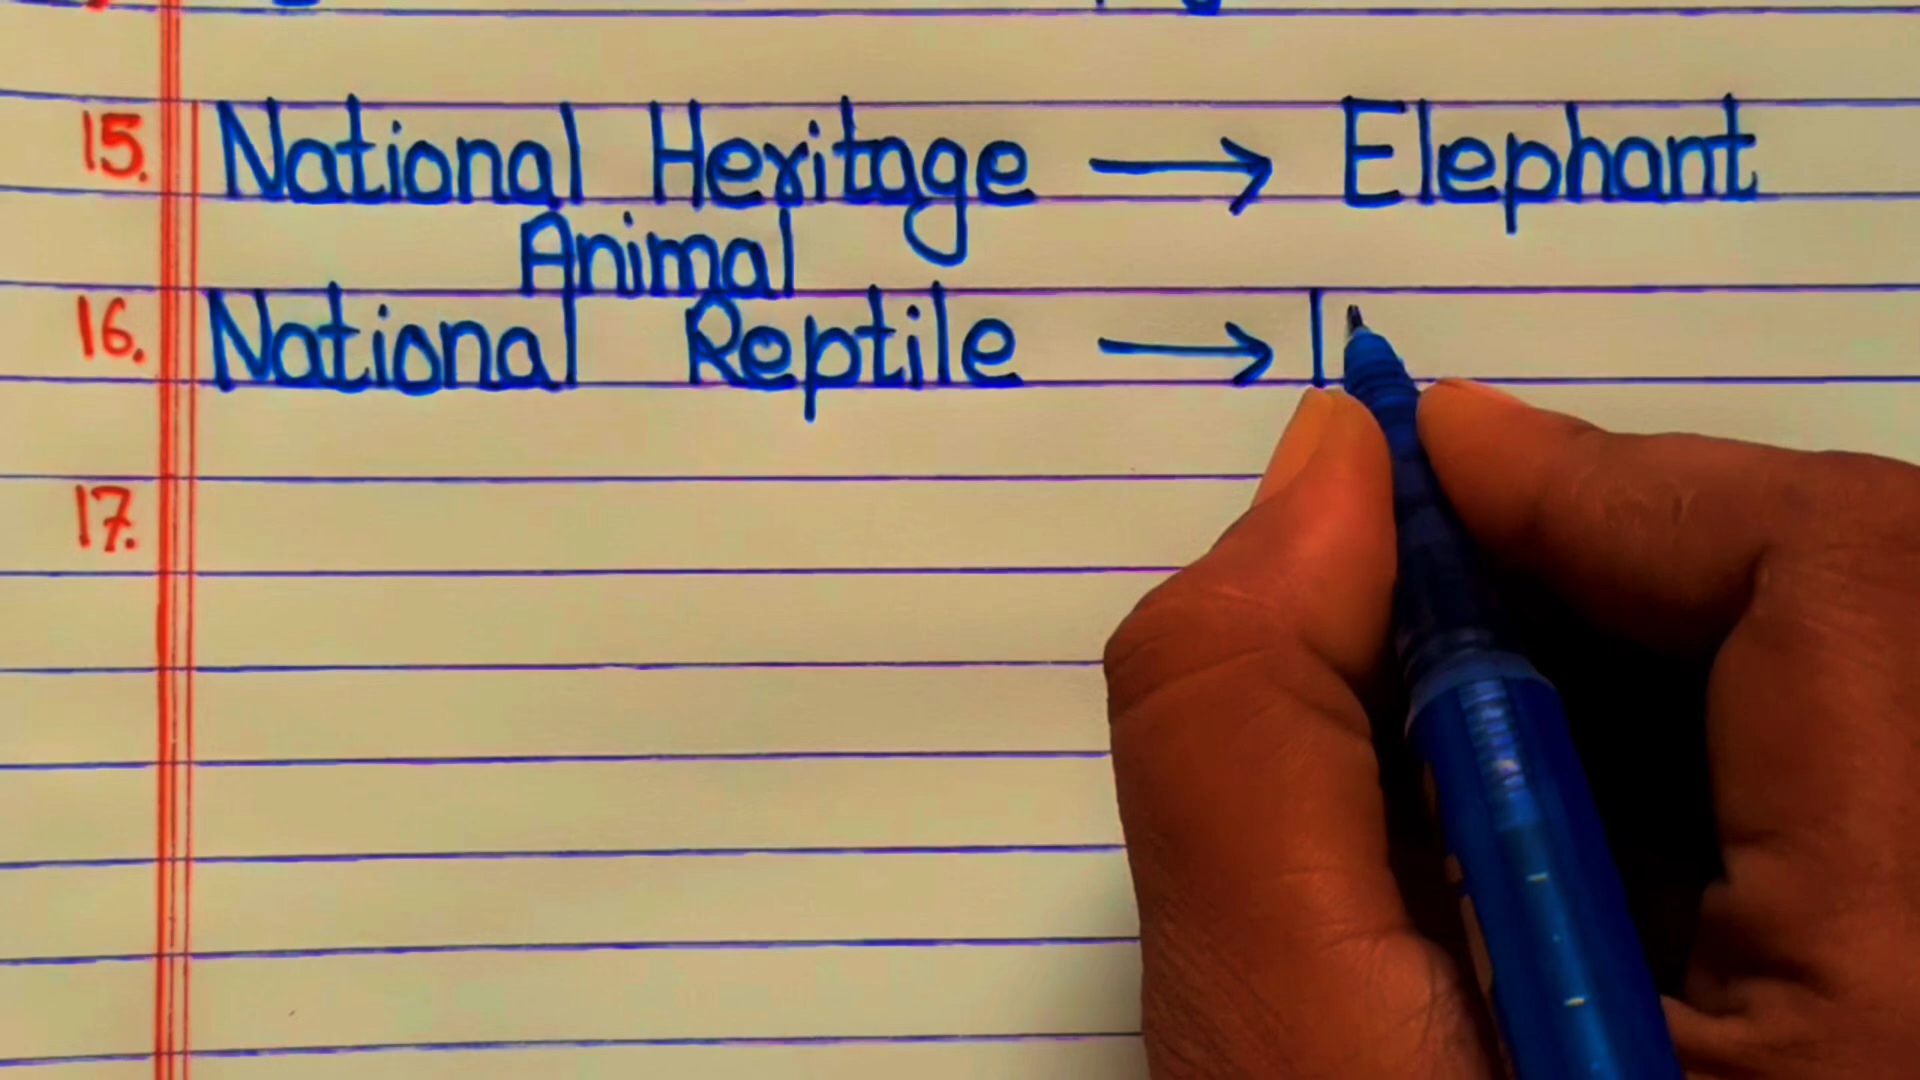 15. National Heritage → Elephant
Animal
16. National Reptile →
17.